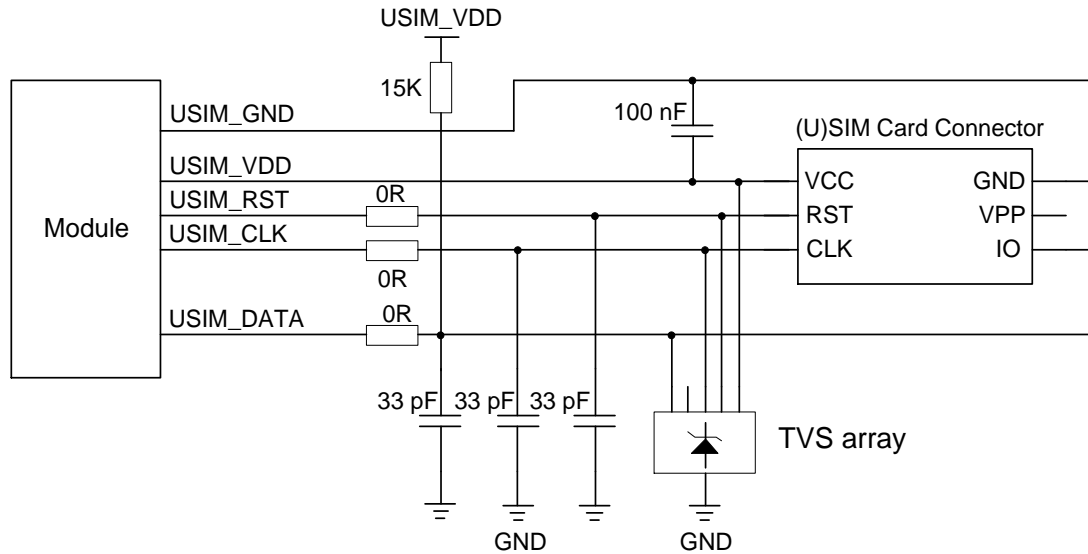 USIM_VDD
15K
USIM_GND
100 nF
(U)SIM Card Connector
USIM_VDD
VCC
GND
USIM_RST
0R
RST
VPP
Module
USIM_CLK
CLK
IO
0R
USIM_DATA
0R
33 pF
33 pF
33 pF
TVS array
GND
GND